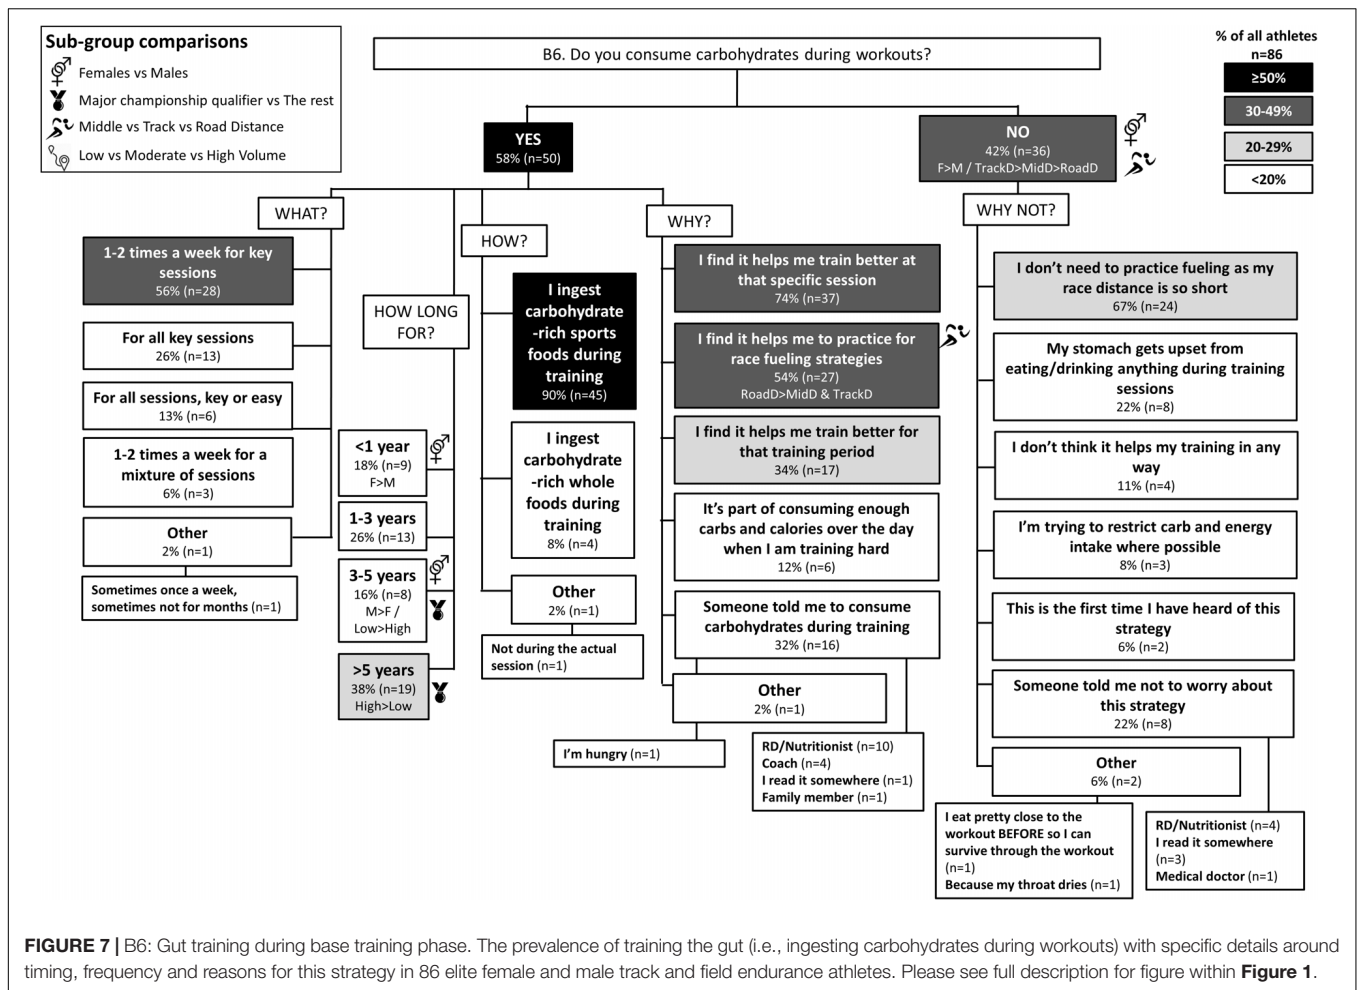 Sub-group comparisons
Females vs Males
Major championship qualifier vs The rest
Middle vs Track vs Road Distance
Low vs Moderate vs High Volume
B6. Do you consume carbohydrates during workouts?
% of all athletes
n=86
≥50%
30-49%
20-29%
<20%
YES
58% (n=50)
NO
42% (n=36)
F>M / TrackD>MidD>RoadD
WHAT?
1-2 times a week for key
sessions
56% (n=28)
For all key sessions
26% (n=13)
For all sessions, key or easy
13% (n=6)
1-2 times a week for a
mixture of sessions
6% (n=3)
Other
2% (n=1)
Sometimes once a week,
sometimes not for months (n=1)
HOW LONG
FOR?
<1 year
18% (n=9)
F>M
1-3 years
26% (n=13)
3-5 years
16% (n=8)
M>F /
Low>High
>5 years
38% (n=19)
High>Low
HOW?
I ingest
carbohydrate
-rich sports
foods during
training
90% (n=45)
I ingest
carbohydrate
-rich whole
foods during
training
8% (n=4)
Other
2% (n=1)
Not during the actual
session (n=1)
WHY?
I find it helps me train better at
that specific session
74% (n=37)
I find it helps me to practice for
race fueling strategies
54% (n=27)
RoadD>MidD & TrackD
I find it helps me train better for
that training period
34% (n=17)
It's part of consuming enough
carbs and calories over the day
when I am training hard
12% (n=6)
Someone told me to consume
carbohydrates during training
32% (n=16)
Other
2% (n=1)
I'm hungry (n=1)
RD/Nutritionist (n=10)
Coach (n=4)
I read it somewhere (n=1)
Family member (n=1)
WHY NOT?
I don't need to practice fueling as my
race distance is so short
67% (n=24)
My stomach gets upset from
eating/drinking anything during training
sessions
22% (n=8)
I don't think it helps my training in any
way
11% (n=4)
I'm trying to restrict carb and energy
intake where possible
8% (n=3)
This is the first time I have heard of this
strategy
6% (n=2)
Someone told me not to worry about
this strategy
22% (n=8)
Other
6% (n=2)
I eat pretty close to the
workout BEFORE so I can
survive through the workout
(n=1)
Because my throat dries (n=1)
RD/Nutritionist (n=4)
I read it somewhere
(n=3)
Medical doctor (n=1)
FIGURE 7 | B6: Gut training during base training phase. The prevalence of training the gut (i.e., ingesting carbohydrates during workouts) with specific details around
timing, frequency and reasons for this strategy in 86 elite female and male track and field endurance athletes. Please see full description for figure within Figure 1.